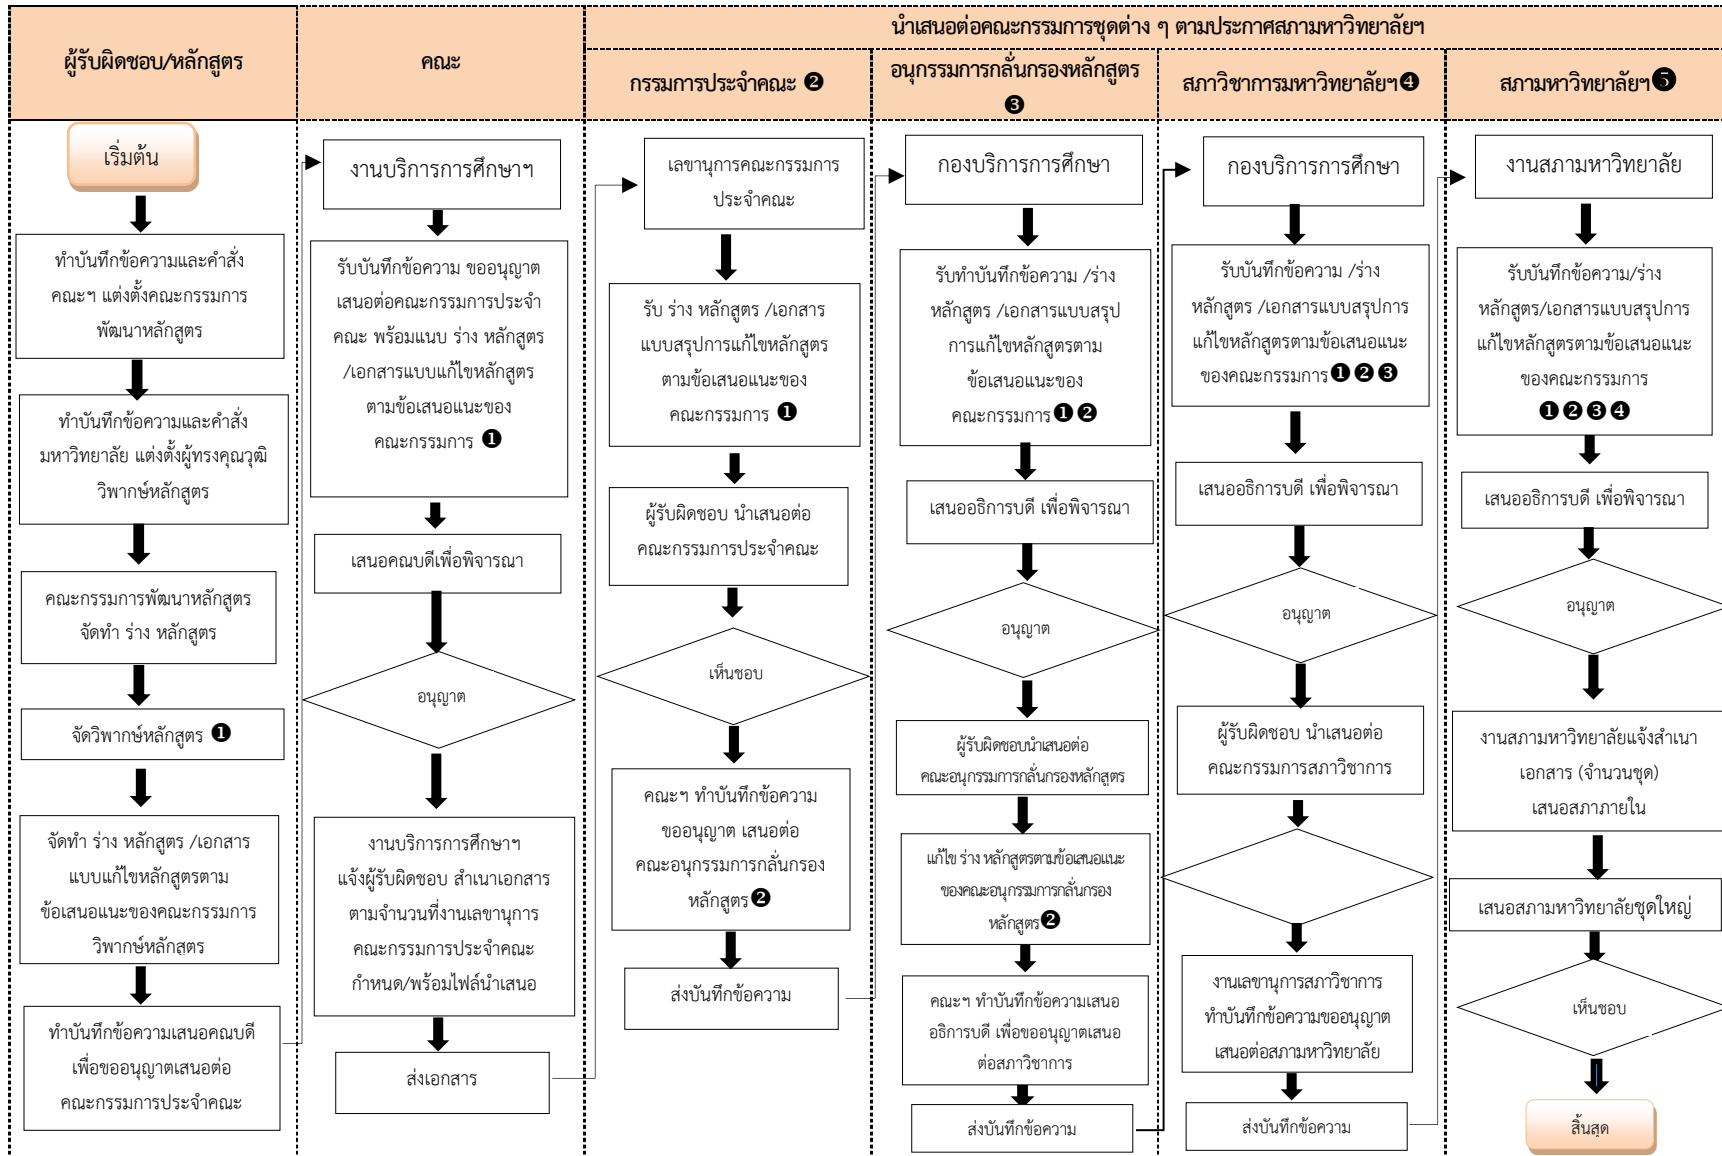 นำเสนอต่อคณะกรรมการชุดต่าง ๆ ตามประกาศสภามหาวิทยาลัยฯ
ผู้รับผิดชอบ/หลักสูตร
คณะ
กรรมการประจำคณะ ❷
อนุกรรมการกลั่นกรองหลักสูตร
❸
สภาวิชาการมหาวิทยาลัยฯ❹
สภามหาวิทยาลัยฯ❺
เริ่มต้น
ทำบันทึกข้อความและคำสั่ง
คณะฯ แต่งตั้งคณะกรรมการ
พัฒนาหลักสูตร
ทำบันทึกข้อความและคำสั่ง
มหาวิทยาลัย แต่งตั้งผู้ทรงคุณวุฒิ
วิพากษ์หลักสูตร
คณะกรรมการพัฒนาหลักสูตร
จัดทำ ร่าง หลักสูตร
จัดวิพากษ์หลักสูตร ❶
จัดทำ ร่าง หลักสูตร /เอกสาร
แบบแก้ไขหลักสูตรตาม
ข้อเสนอแนะของคณะกรรมการ
วิพากษ์หลักสูตร
ทำบันทึกข้อความเสนอคณบดี
เพื่อขออนุญาตเสนอต่อ
คณะกรรมการประจำคณะ
งานบริการการศึกษาฯ
รับบันทึกข้อความ ขออนุญาต
เสนอต่อคณะกรรมการประจำ
คณะ พร้อมแนบ ร่าง หลักสูตร
/เอกสารแบบแก้ไขหลักสูตร
ตามข้อเสนอแนะของ
คณะกรรมการ ❶
เสนอคณบดีเพื่อพิจารณา
อนุญาต
งานบริการการศึกษาฯ
แจ้งผู้รับผิดชอบ สำเนาเอกสาร
ตามจำนวนที่งานเลขานุการ
คณะกรรมการประจำคณะ
กำหนด/พร้อมไฟล์นำเสนอ
ส่งเอกสาร
เลขานุการคณะกรรมการ
ประจำคณะ
รับ ร่าง หลักสูตร /เอกสาร
แบบสรุปการแก้ไขหลักสูตร
ตามข้อเสนอแนะของ
คณะกรรมการ ❶
ผู้รับผิดชอบ นำเสนอต่อ
คณะกรรมการประจำคณะ
เห็นชอบ
คณะฯ ทำบันทึกข้อความ
ขออนุญาต เสนอต่อ
คณะอนุกรรมการกลั่นกรอง
หลักสูตร❷
ส่งบันทึกข้อความ
กองบริการการศึกษา
รับทำบันทึกข้อความ /ร่าง
หลักสูตร /เอกสารแบบสรุป
การแก้ไขหลักสูตรตาม
ข้อเสนอแนะของ
คณะกรรมการ❶❷
เสนออธิการบดี เพื่อพิจารณา
อนุญาต
ผู้รับผิดชอบนำเสนอต่อ
คณะอนุกรรมการกลั่นกรองหลักสูตร
แก้ไข ร่าง หลักสูตรตามข้อเสนอแนะ
ของคณะอนุกรรมการกลั่นกรอง
หลักสูตร❷
คณะฯ ทำบันทึกข้อความเสนอ
อธิการบดี เพื่อขออนุญาตเสนอ
ต่อสภาวิชาการ
ส่งบันทึกข้อความ
กองบริการการศึกษา
รับบันทึกข้อความ /ร่าง
หลักสูตร /เอกสารแบบสรุปการ
แก้ไขหลักสูตรตามข้อเสนอแนะ
ของคณะกรรมการ❶❷❸
เสนออธิการบดี เพื่อพิจารณา
อนุญาต
ผู้รับผิดชอบ นำเสนอต่อ
คณะกรรมการสภาวิชาการ
งานเลขานุการสภาวิชาการ
ทำบันทึกข้อความขออนุญาต
เสนอต่อสภามหาวิทยาลัย
ส่งบันทึกข้อความ
งานสภามหาวิทยาลัย
รับบันทึกข้อความ/ร่าง
หลักสูตร/เอกสารแบบสรุปการ
แก้ไขหลักสูตรตามข้อเสนอแนะ
ของคณะกรรมการ
❶❷❸❹
เสนออธิการบดี เพื่อพิจารณา
อนุญาต
งานสภามหาวิทยาลัยแจ้งสำเนา
เอกสาร (จำนวนชุด)
เสนอสภาภายใน
เสนอสภามหาวิทยาลัยชุดใหญ่
เห็นชอบ
สิ้นสุด